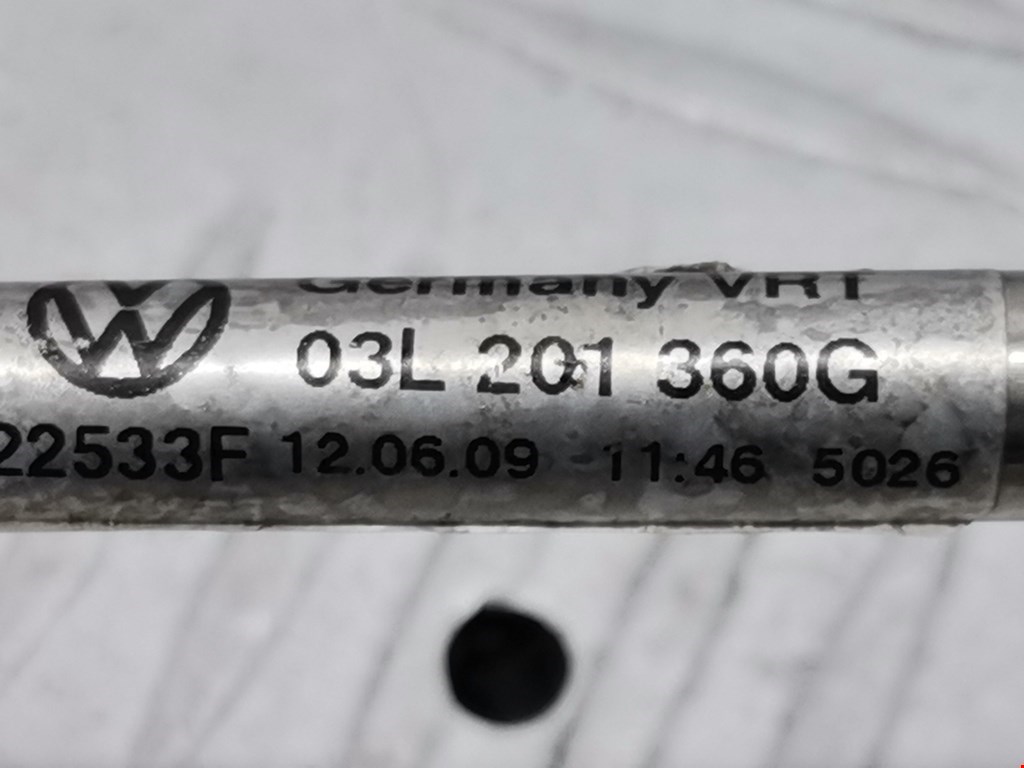 Germany VRT
03L 201 360G
22533F 12.06.09 11:46 5026